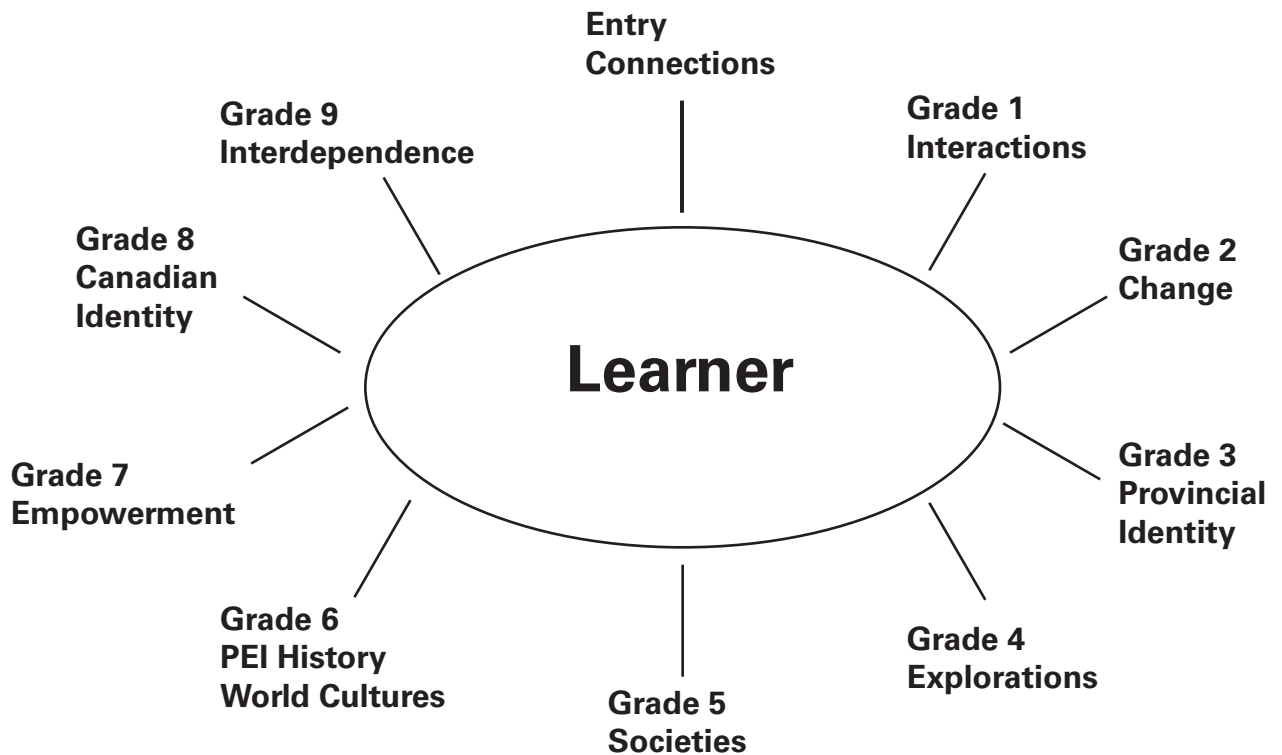 Entry
Connections
Grade 1
Interactions
Grade 2
Change
Grade 3
Provincial
Identity
Grade 4
Explorations
Grade 5
Societies
Grade 6
PEI History
World Cultures
Grade 7
Empowerment
Grade 8
Canadian
Identity
Grade 9
Interdependence
Learner